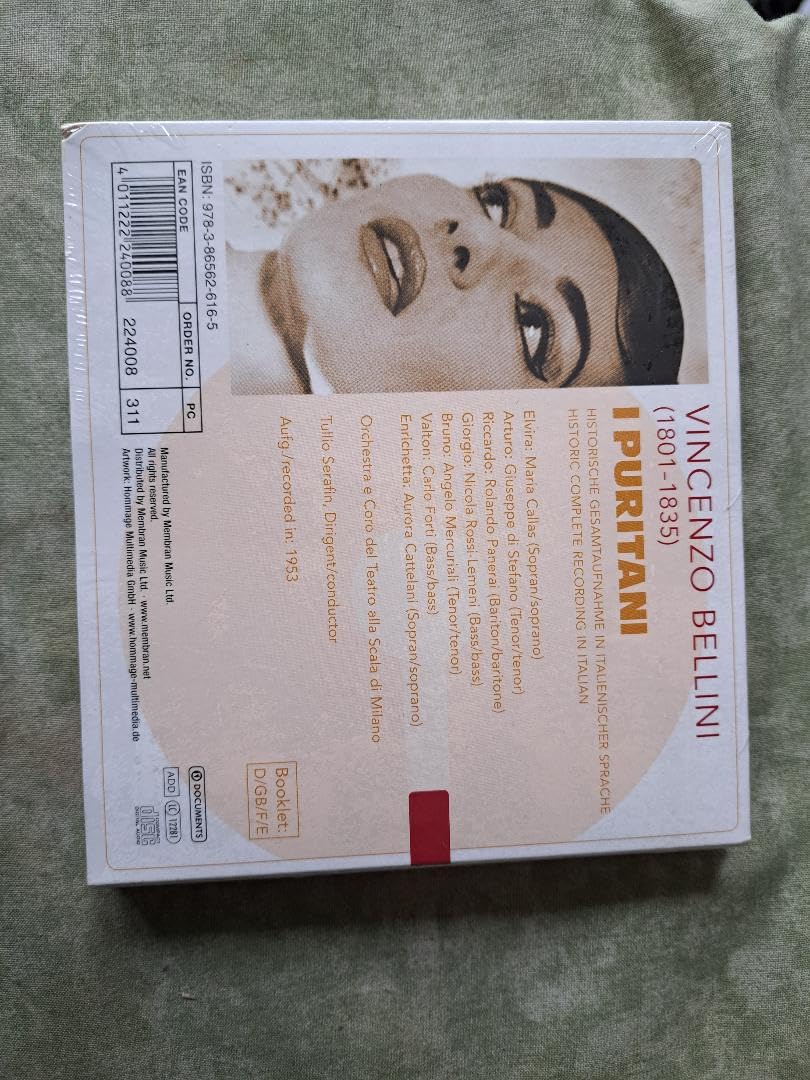 VINCENZO BELLINI
(1801–1835)
I PURITANI
HISTORISCHE GESAMTAUFNAHME IN ITALIENISCHER SPRACHE
HISTORIC COMPLETE RECORDING IN ITALIAN
Elvira: Maria Callas (Sopran/soprano)
Arturo: Giuseppe di Stefano (Tenor/tenor)
Riccardo: Rolando Panerai (Bariton/baritone)
Giorgio: Nicola Rossi-Lemeni (Bass/bass)
Bruno: Angelo Mercuriali (Tenor/tenor)
Valton: Carlo Forti (Bass/bass)
Enrichetta: Aurora Cattelani (Sopran/soprano)
Orchestra e Coro del Teatro alla Scala di Milano
Tullio Serafin, Dirigent/conductor
Aufg./recorded in: 1953
Booklet:
D/GB/F/E
ISBN: 978-3-86562-616-5
EAN CODE
ORDER NO.
PC
4 011222 240088
224008
311
Manufactured by Membran Music Ltd.
All rights reserved.
Distributed by Membran Music Ltd. · www.membran.net
Artwork: Hommage Multimedia GmbH · www.hommage-multimedia.de
DOCUMENTS
ADD
LC 12281
COMPACT
disc
DIGITAL AUDIO